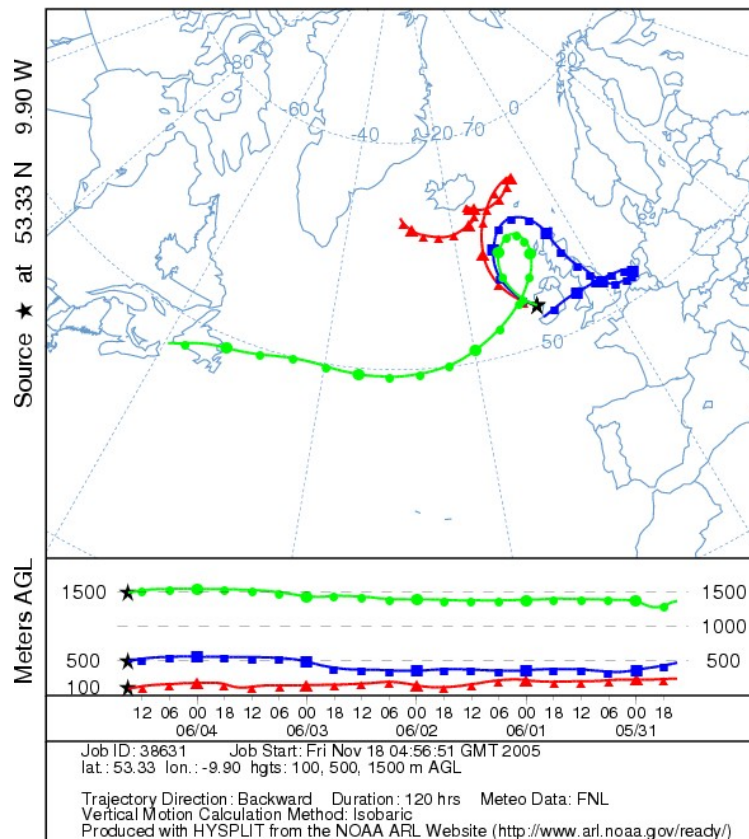 Source ★ at 53.33 N 9.90 W
80
60
-40
-20
70
0
20
50
Meters AGL
1500 1500
1000
500 500
100
12 06 00 18 12 06 00 18 12 06 00 18 12 06 00 18 12 06 00 18
06/04 06/03 06/02 06/01 05/31
Job ID: 38631 Job Start: Fri Nov 18 04:56:51 GMT 2005
lat.: 53.33 lon.: -9.90 hgts: 100, 500, 1500 m AGL
Trajectory Direction: Backward Duration: 120 hrs Meteo Data: FNL
Vertical Motion Calculation Method: Isobaric
Produced with HYSPLIT from the NOAA ARL Website (http://www.arl.noaa.gov/ready/)